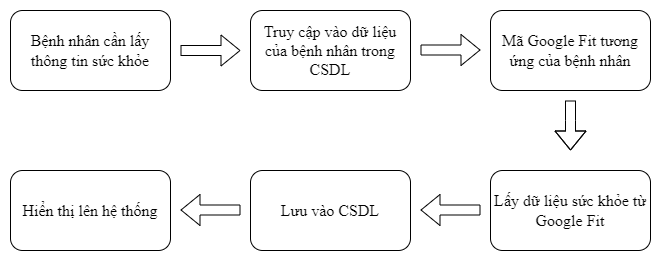 Bệnh nhân cần lấy
thông tin sức khỏe
Truy cập vào dữ liệu
của bệnh nhân trong
CSDL
Mã Google Fit tương
ứng của bệnh nhân
Lấy dữ liệu sức khỏe từ
Google Fit
Lưu vào CSDL
Hiển thị lên hệ thống